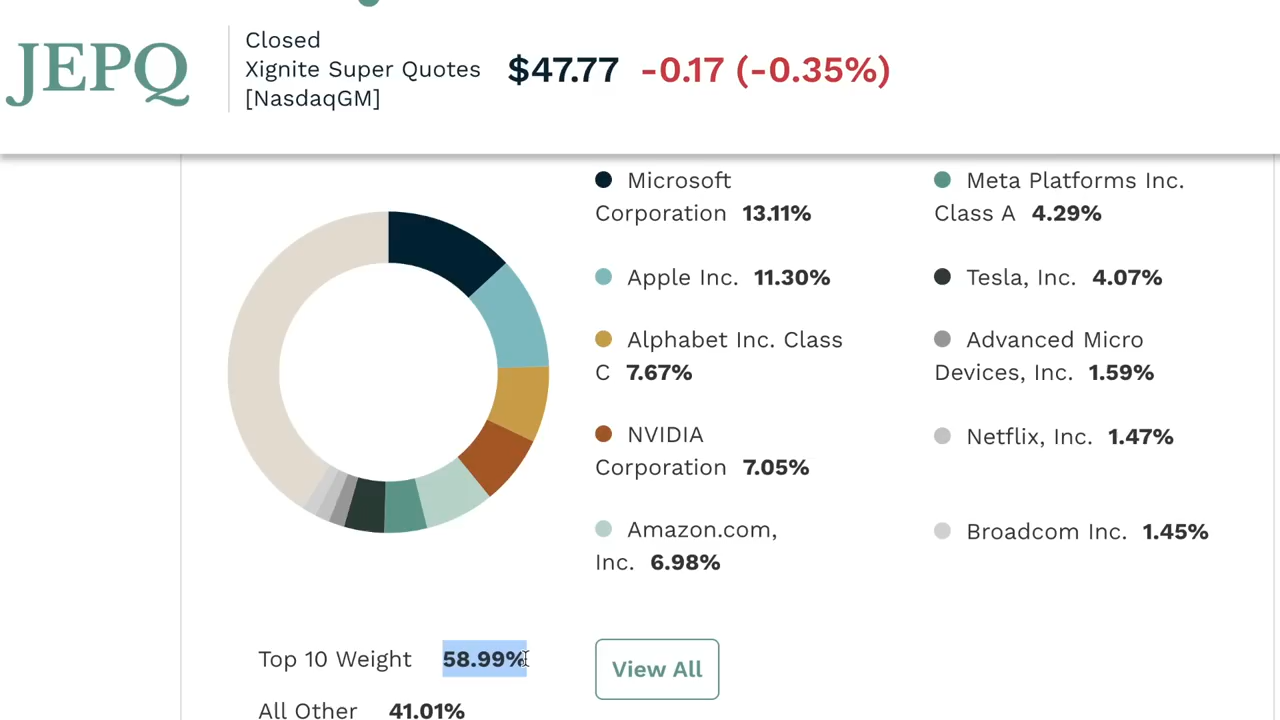 JEPQ
Closed
Xignite Super Quotes
[NasdaqGM]
$47.77 -0.17 (-0.35%)
Microsoft
Corporation 13.11%
Apple Inc. 11.30%
Alphabet Inc. Class
C 7.67%
NVIDIA
Corporation 7.05%
Amazon.com,
Inc. 6.98%
Meta Platforms Inc.
Class A 4.29%
Tesla, Inc. 4.07%
Advanced Micro
Devices, Inc. 1.59%
Netflix, Inc. 1.47%
Broadcom Inc. 1.45%
Top 10 Weight 58.99%
All Other 41.01%
View All